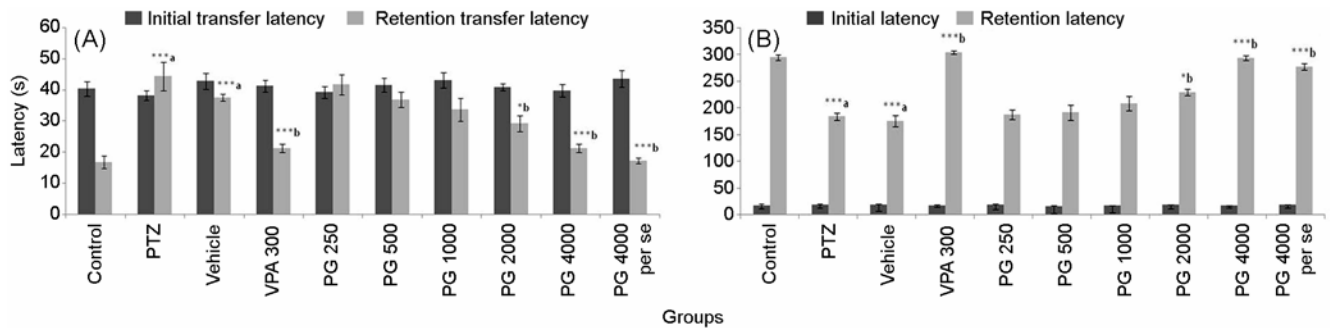 Initial transfer latency
Retention transfer latency
(A)
Latency (s)
60
50
40
30
20
10
0
***a
***a
***b
*b
***b
***b
Control
PTZ
Vehicle
VPA 300
PG 250
PG 500
PG 1000
PG 2000
PG 4000
PG 4000
per se
Initial latency
Retention latency
(B)
350
300
250
200
150
100
50
0
***a
***a
***b
*b
***b
***b
Control
PTZ
Vehicle
VPA 300
PG 250
PG 500
PG 1000
PG 2000
PG 4000
PG 4000
per se
Groups